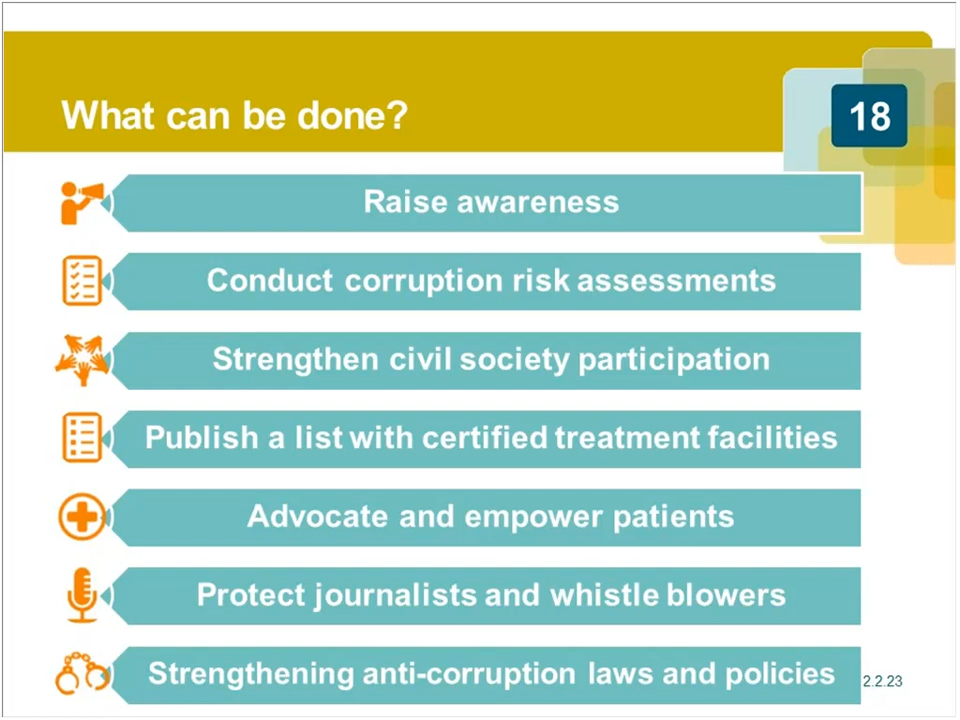 What can be done?
18
Raise awareness
Conduct corruption risk assessments
Strengthen civil society participation
Publish a list with certified treatment facilities
Advocate and empower patients
Protect journalists and whistle blowers
Strengthening anti-corruption laws and policies
2.2.23